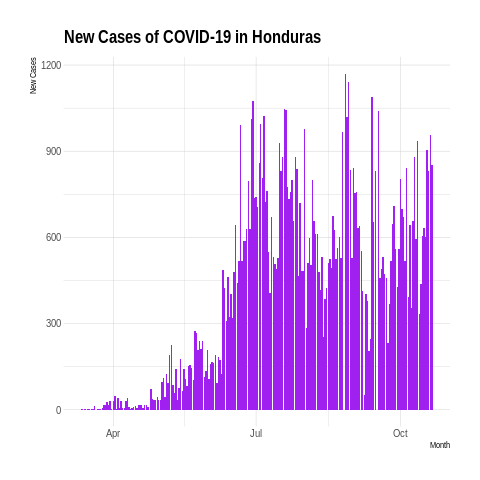 New Cases of COVID-19 in Honduras
New Cases
1200
900
600
300
0
Apr
Jul
Oct
Month